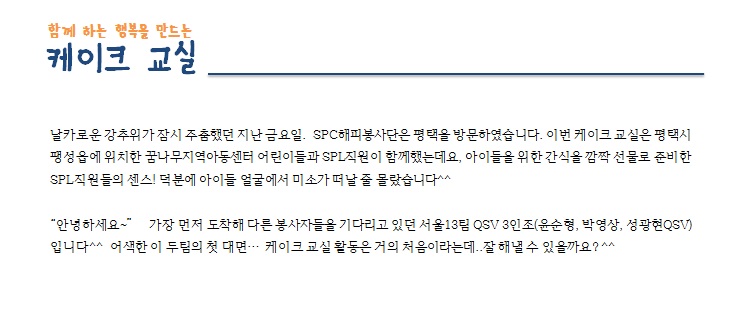 함께 하는 행복을 만드는
케이크 교실
날카로운 강추위가 잠시 주춤했던 지난 금요일. SPC해피봉사단은 평택을 방문하였습니다. 이번 케이크 교실은 평택시
팽성읍에 위치한 꿈나무지역아동센터 어린이들과 SPL직원이 함께했는데요, 아이들을 위한 간식을 깜짝 선물로 준비한
SPL직원들의 센스! 덕분에 아이들 얼굴에서 미소가 떠날 줄 몰랐습니다^^
“안녕하세요~” 가장 먼저 도착해 다른 봉사자들을 기다리고 있던 서울13팀 QSV 3인조(윤순형, 박영상, 성광현QSV)
입니다^^ 어색한 이 두팀의 첫 대면… 케이크 교실 활동은 거의 처음이라는데..잘 해낼 수 있을까요?^^